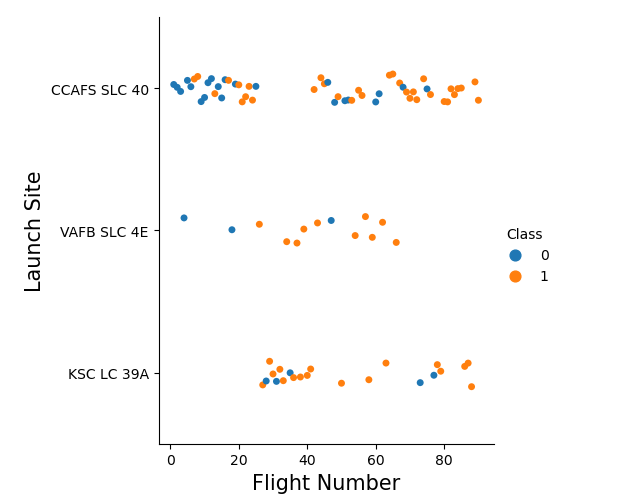 CCAFS SLC 40
VAFB SLC 4E
KSC LC 39A
Launch Site
0 20 40 60 80
Flight Number
Class
0
1